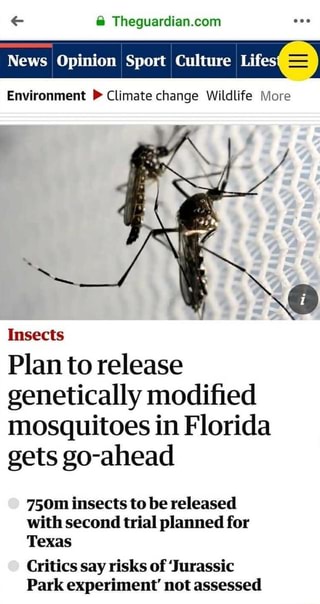 Theguardian.com
News Opinion Sport Culture Lifes
Environment Climate change Wildlife More
i
Insects
Plan to release
genetically modified
mosquitoes in Florida
gets go-ahead
750m insects to be released
with second trial planned for
Texas
Critics say risks of 'Jurassic
Park experiment' not assessed